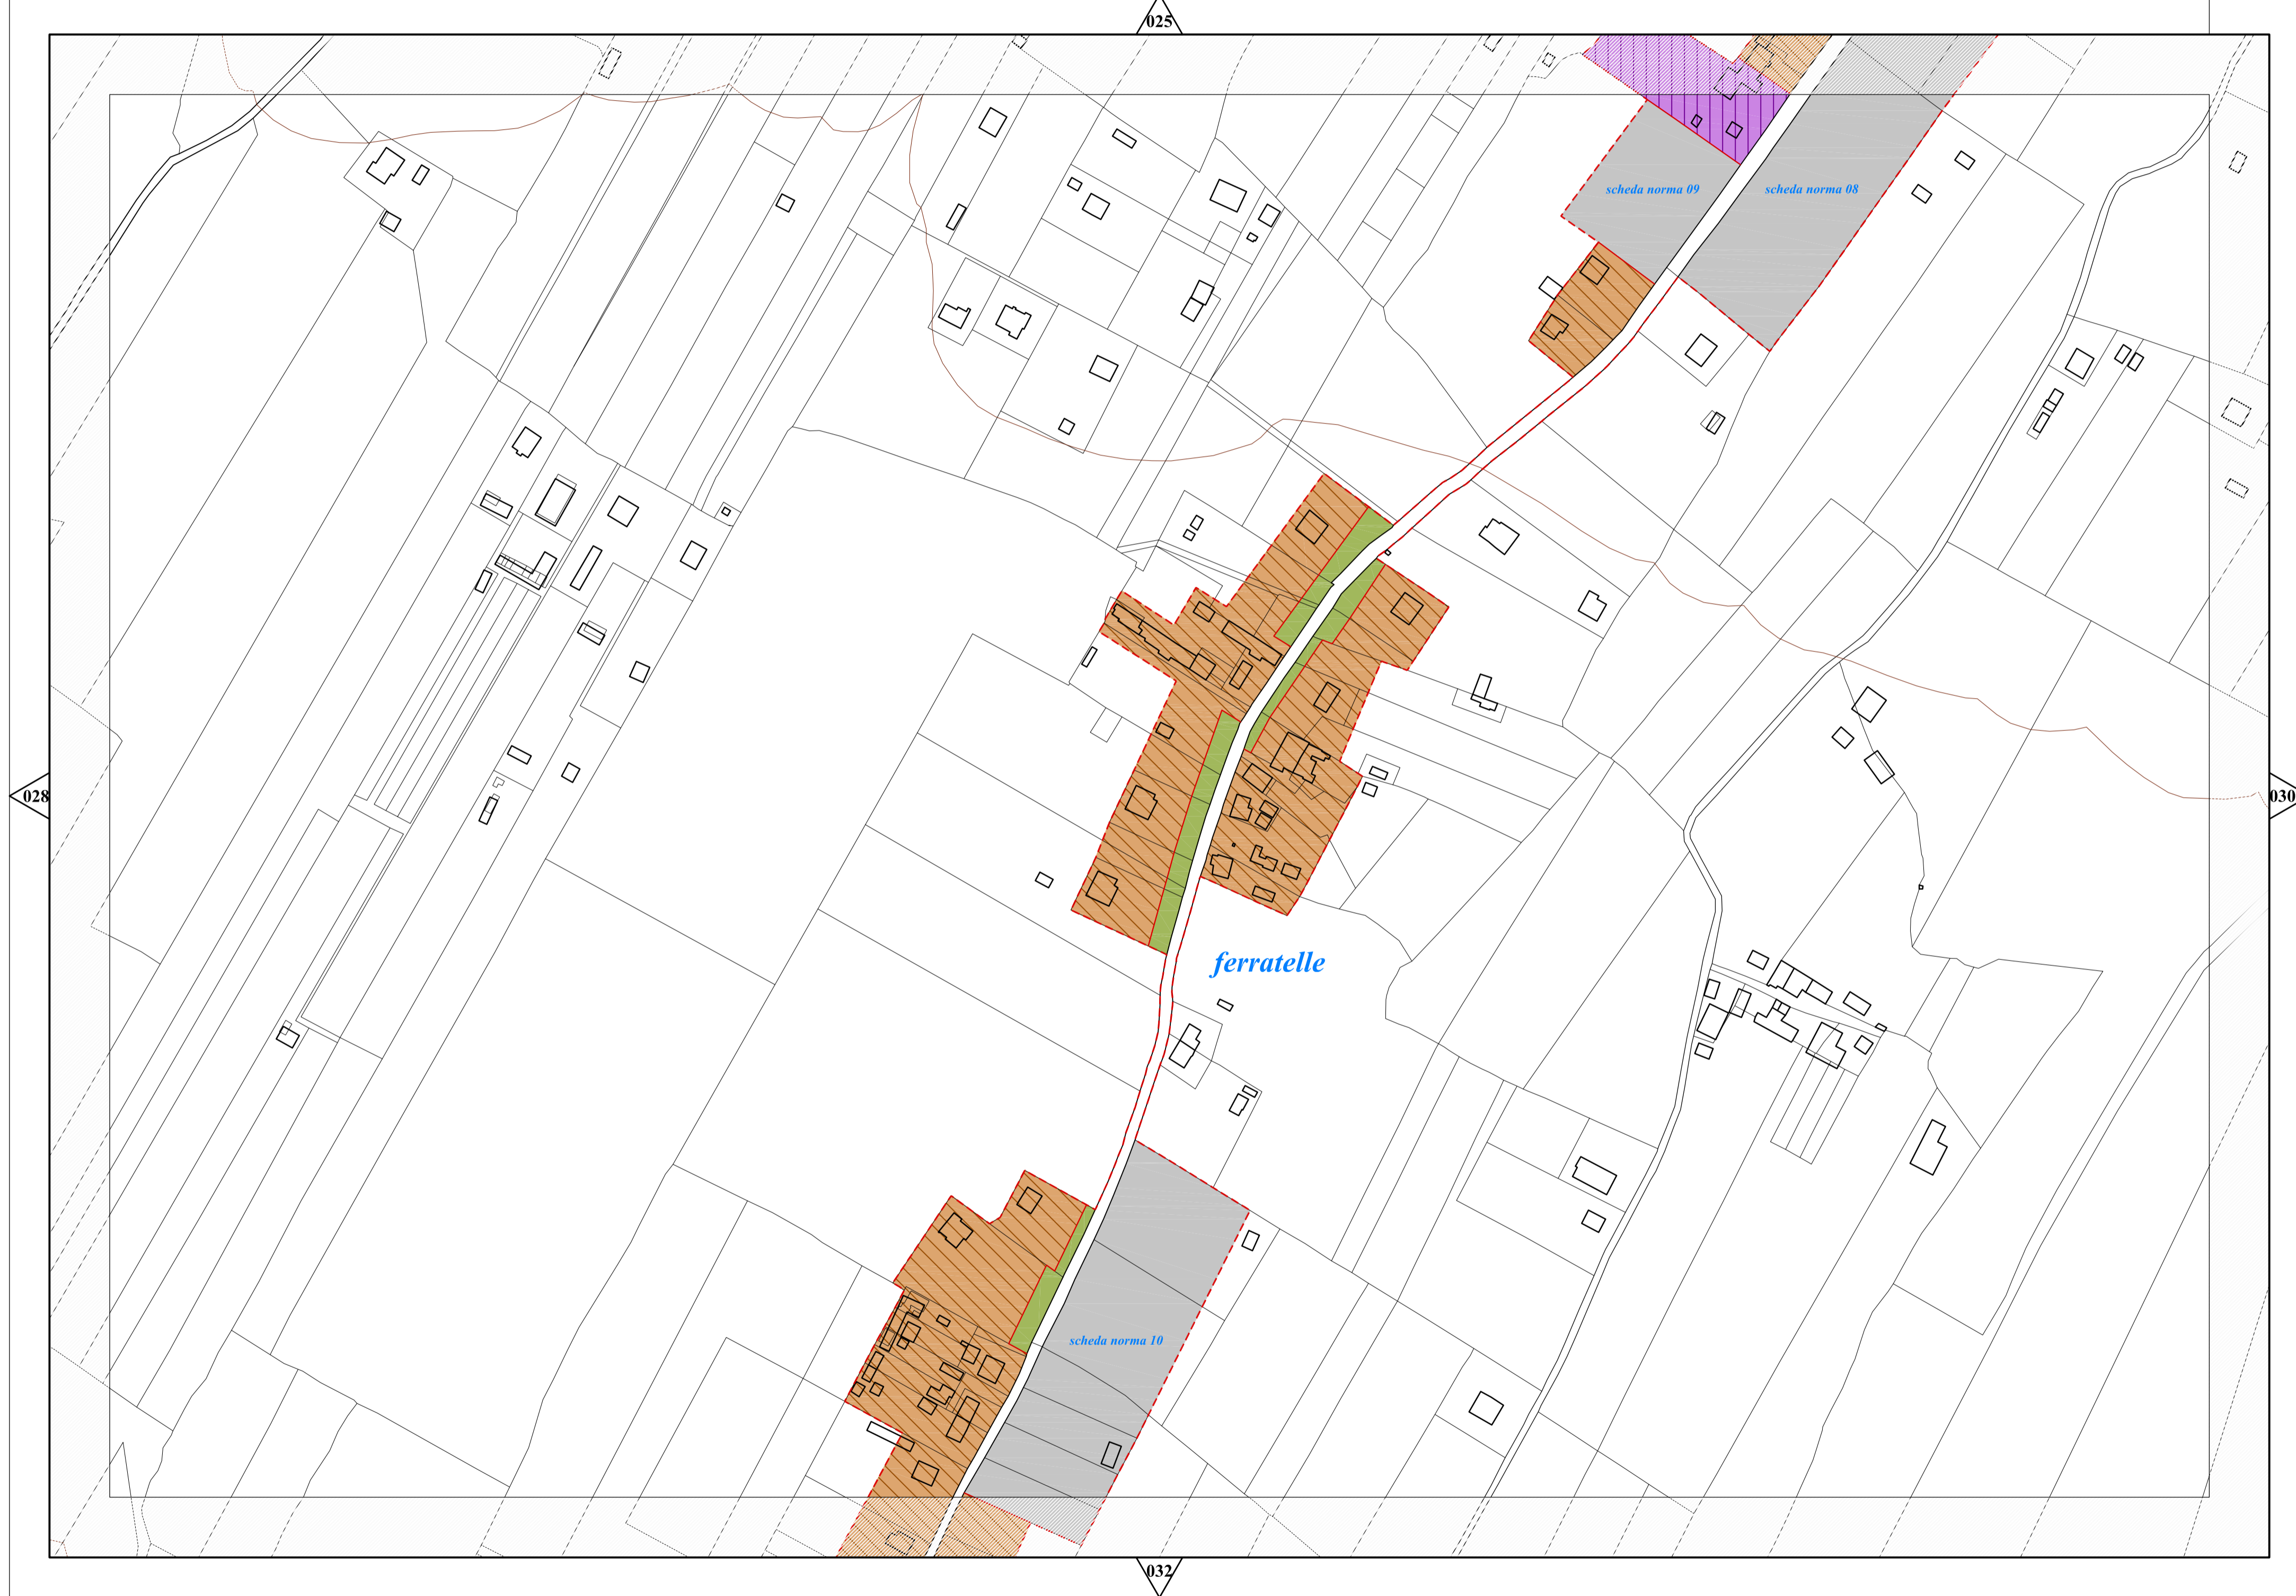 025
scheda norma 09
scheda norma 08
028
030
ferratelle
scheda norma 10
032